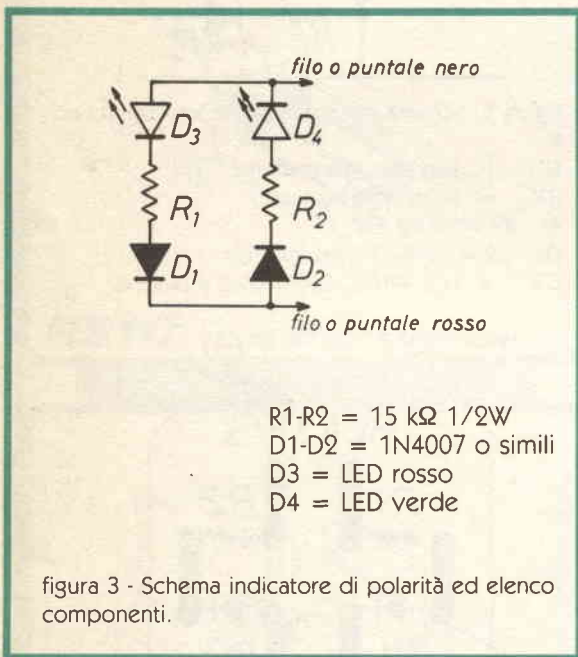 filo o puntale nero
D3
D4
R1
R2
D1
D2
filo o puntale rosso
R1-R2 = 15 kΩ 1/2W
D1-D2 = 1N4007 o simili
D3 = LED rosso
D4 = LED verde
figura 3 - Schema indicatore di polarità ed elenco
componenti.